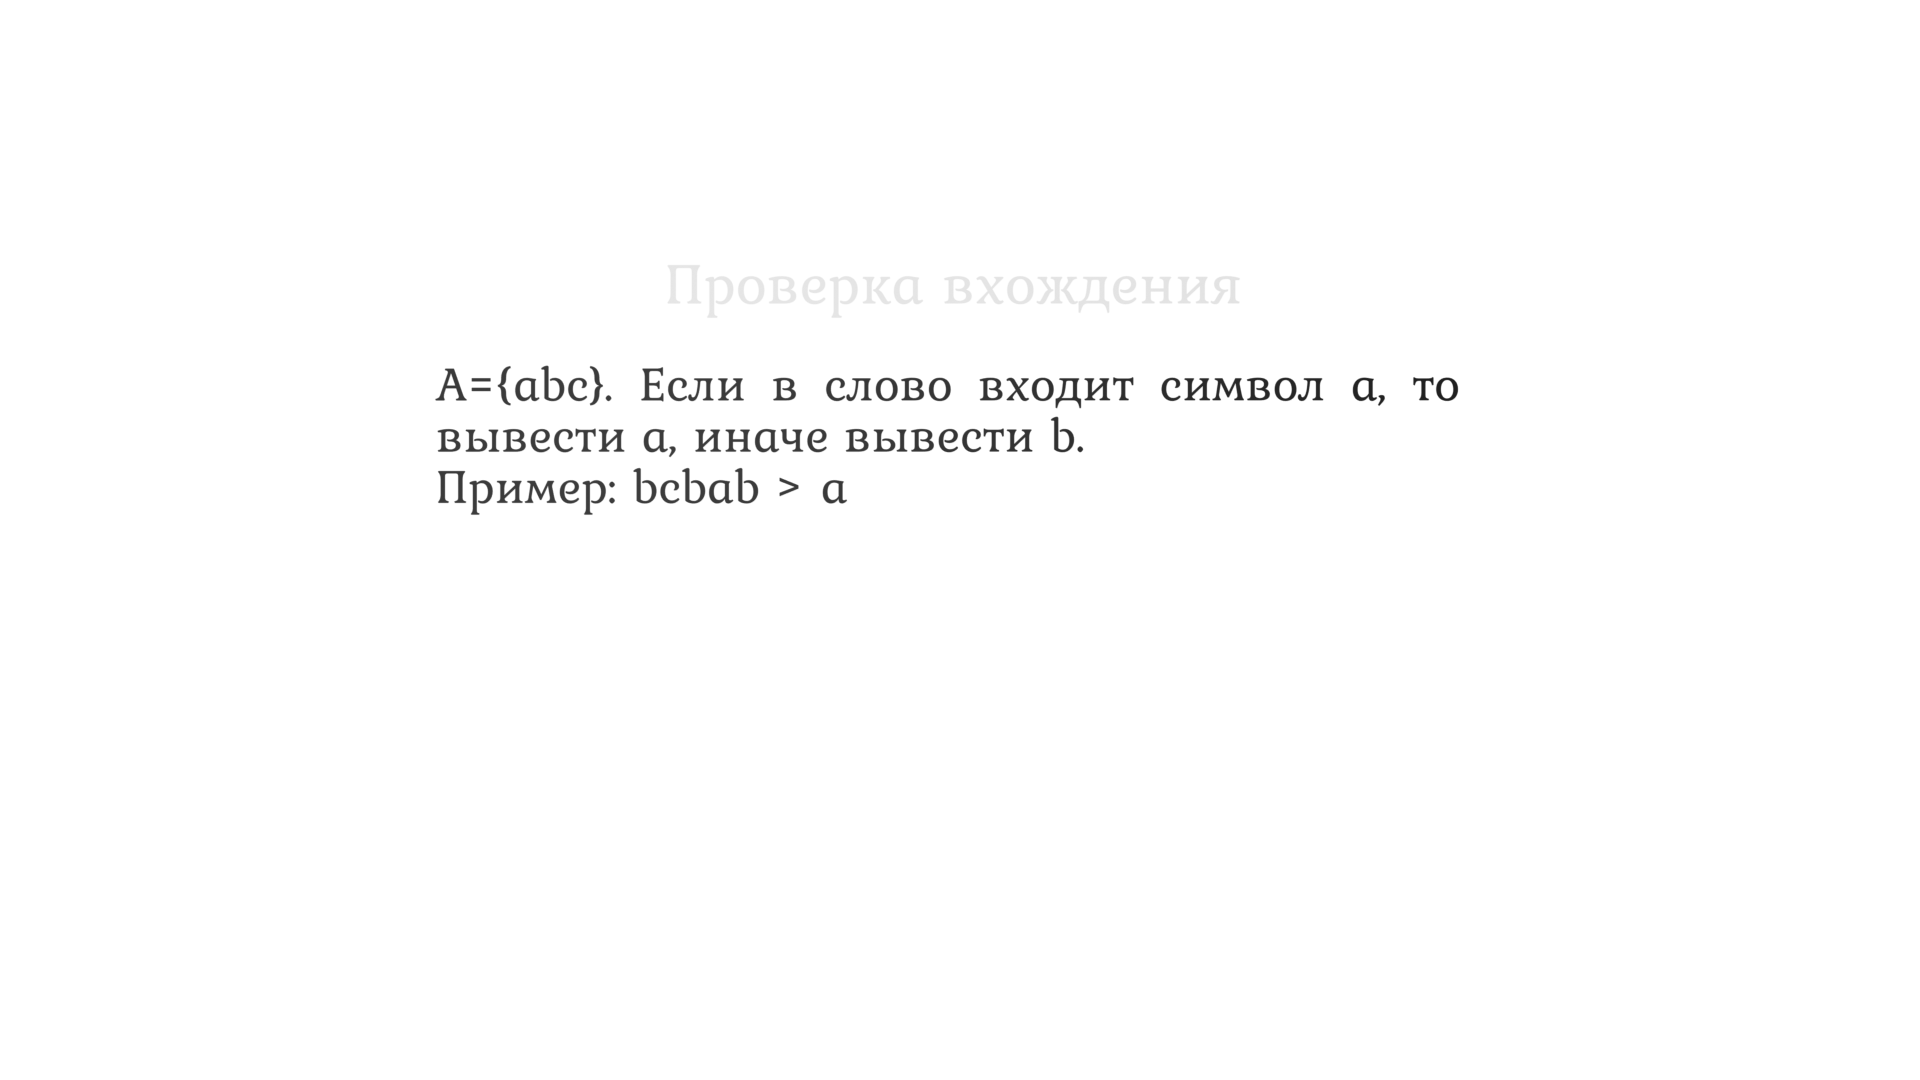 Проверка вхождения
A={abc}. Если в слово входит символ a, то
вывести a, иначе вывести b.
Пример: bcbab > a